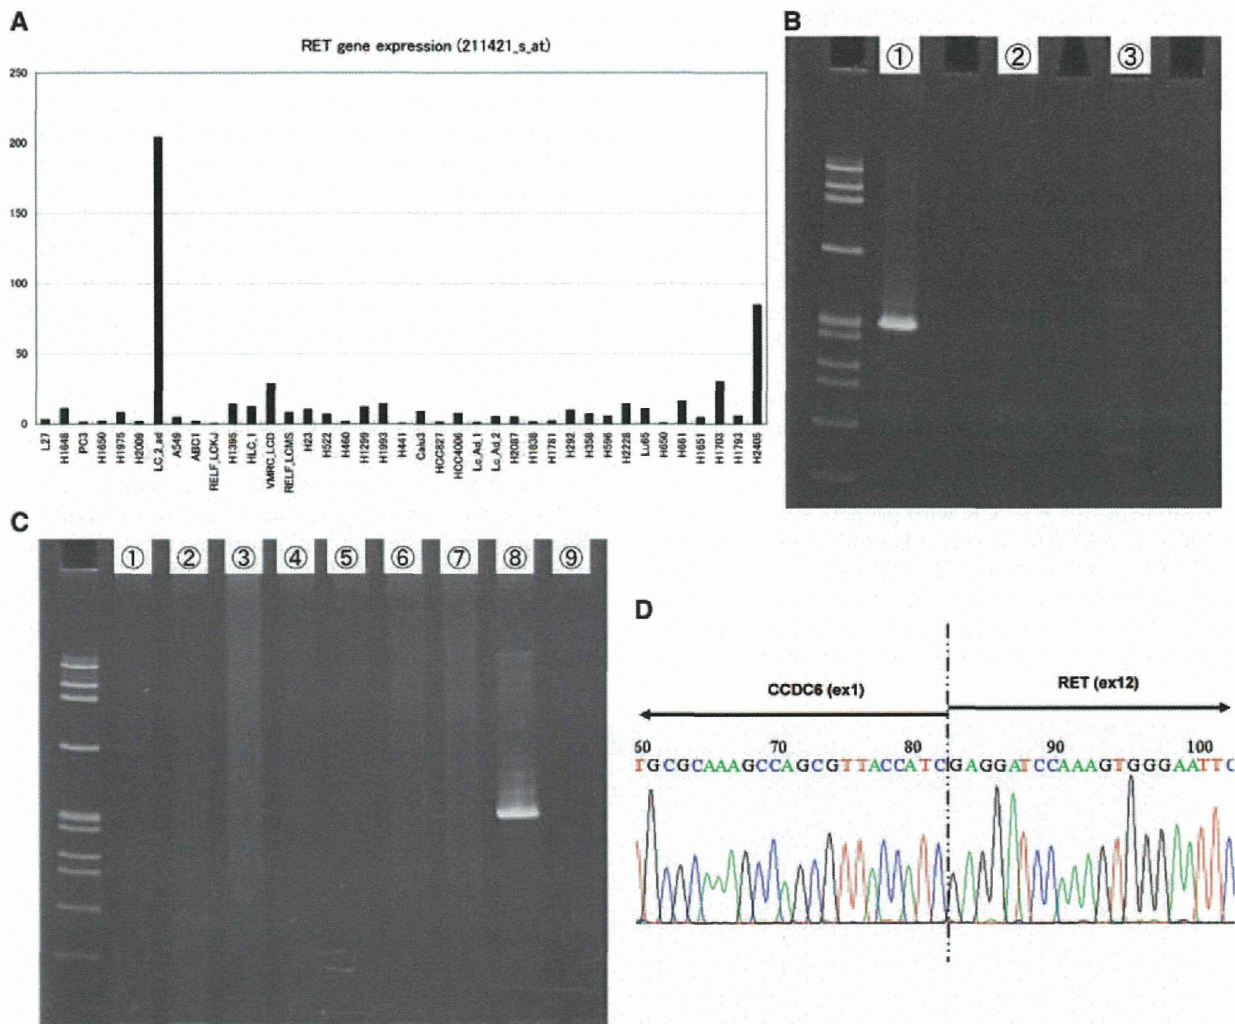 A
RET gene expression (211421_s_at)
250
200
150
100
50
0
L27
H1648
PC3
H1650
H1975
H2009
LC_2_ad
A549
ABC1
RELF_LCKJ
H1395
HLC_1
VMRC_LCD
RELF_LCMS
H23
H522
H460
H1299
H1993
H441
Calu3
HCC827
HCC4006
Lc_Ad_1
Lc_Ad_2
H2087
H1838
H1781
H292
H358
H596
H2228
Lu65
H650
H661
H1651
H1703
H1793
H2405
B
① ② ③
C
① ② ③ ④ ⑤ ⑥ ⑦ ⑧ ⑨
D
CCDC6 (ex1) RET (ex12)
60 70 80 90 100
TGCGCAAAGCCAGCGTTACCATCGAGGATCCAAAGTGGGAATTC